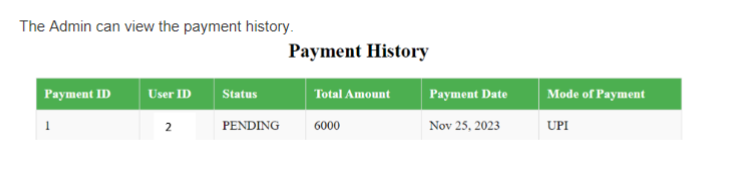 The Admin can view the payment history.
Payment History
Payment ID User ID Status Total Amount Payment Date Mode of Payment
1 2 PENDING 6000 Nov 25, 2023 UPI